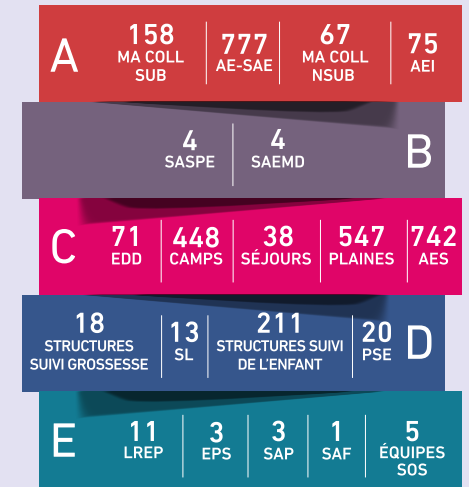 A
158
MA COLL
SUB
777
AE-SAE
67
MA COLL
NSUB
75
AEI
4
SASPE
4
SAEMD
B
C
71
EDD
448
CAMPS
38
SÉJOURS
547
PLAINES
742
AES
18
STRUCTURES
SUIVI GROSSESSE
13
SL
211
STRUCTURES SUIVI
DE L'ENFANT
20
PSE
D
E
11
LREP
3
EPS
3
SAP
1
SAF
5
ÉQUIPES
SOS